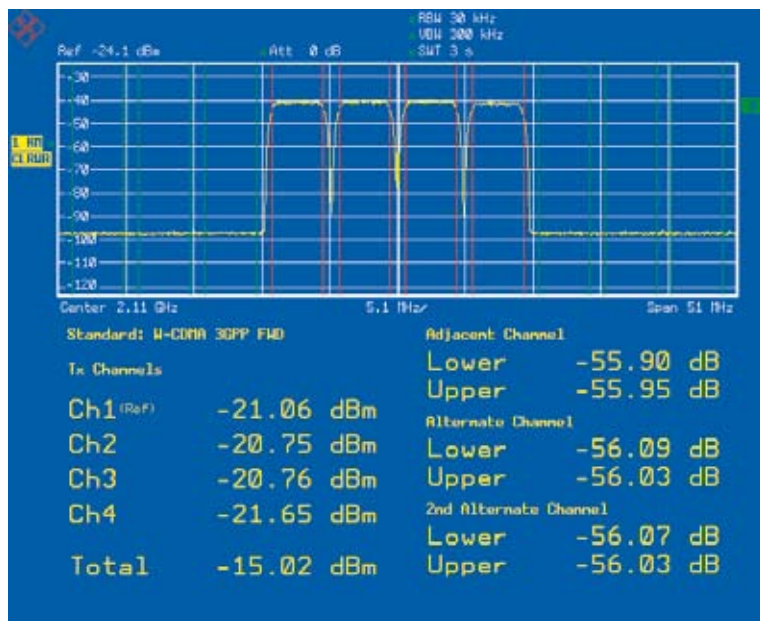 RBW 30 kHz
VBW 300 kHz
Ref -24.1 dBm Att 0 dB SWT 3 s
-30
-40
-50
-60
-70
-80
-90
-100
-110
-120
1 RM
CLRWR
Center 2.11 GHz 5.1 MHz/ Span 51 MHz
Standard: W-CDMA 3GPP FWD
Tx Channels
Ch1 (Ref) -21.06 dBm
Ch2 -20.75 dBm
Ch3 -20.76 dBm
Ch4 -21.65 dBm
Total -15.02 dBm
Adjacent Channel
Lower -55.90 dB
Upper -55.95 dB
Alternate Channel
Lower -56.09 dB
Upper -56.03 dB
2nd Alternate Channel
Lower -56.07 dB
Upper -56.03 dB